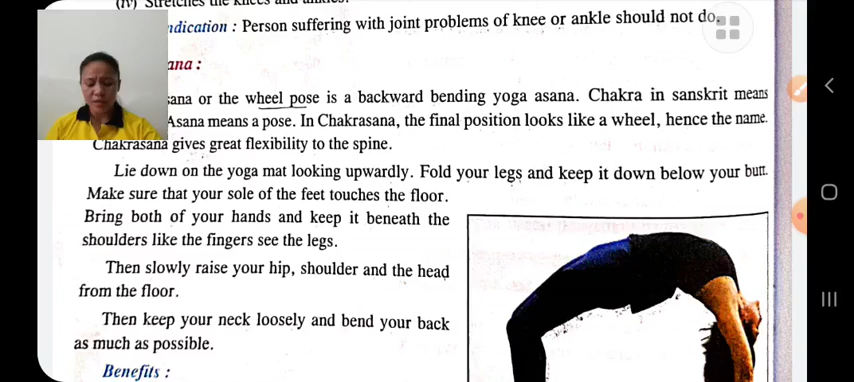 (iv) Stretches the knees and ankles.
ndication : Person suffering with joint problems of knee or ankle should not do.
ana :
sana or the wheel pose is a backward bending yoga asana. Chakra in sanskrit means
Asana means a pose. In Chakrasana, the final position looks like a wheel, hence the name.
Chakrasana gives great flexibility to the spine.
Lie down on the yoga mat looking upwardly. Fold your legs and keep it down below your butt.
Make sure that your sole of the feet touches the floor.
Bring both of your hands and keep it beneath the
shoulders like the fingers see the legs.
Then slowly raise your hip, shoulder and the head
from the floor.
Then keep your neck loosely and bend your back
as much as possible.
Benefits :